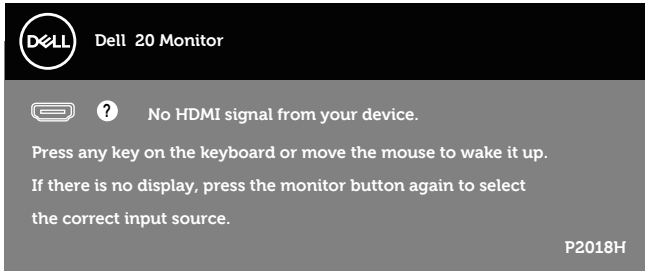 DELL
Dell 20 Monitor
? No HDMI signal from your device.
Press any key on the keyboard or move the mouse to wake it up.
If there is no display, press the monitor button again to select
the correct input source.
P2018H